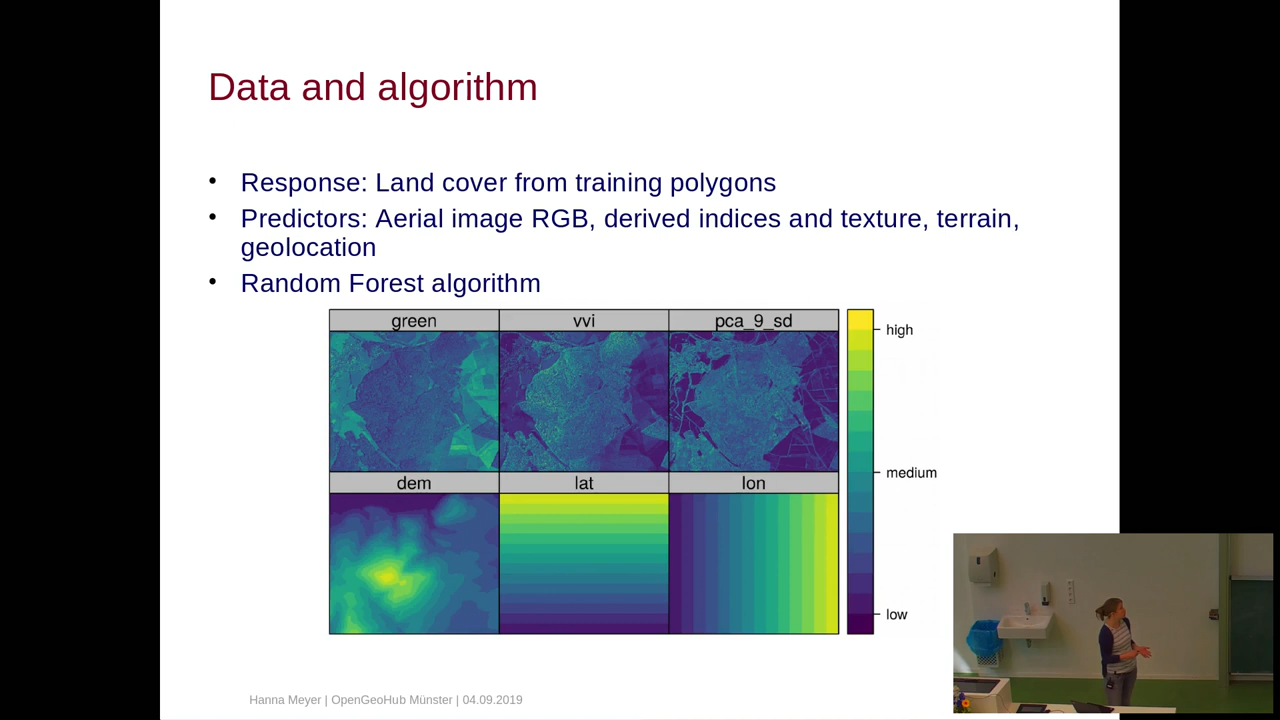 Data and algorithm
• Response: Land cover from training polygons
• Predictors: Aerial image RGB, derived indices and texture, terrain,
geolocation
• Random Forest algorithm
green vvi pca_9_sd
high
medium
dem lat lon
low
Hanna Meyer | OpenGeoHub Münster | 04.09.2019